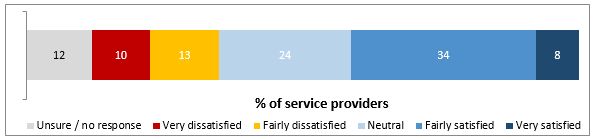 12 10 13 24 34 8
% of service providers
Unsure / no response Very dissatisfied Fairly dissatisfied Neutral Fairly satisfied Very satisfied